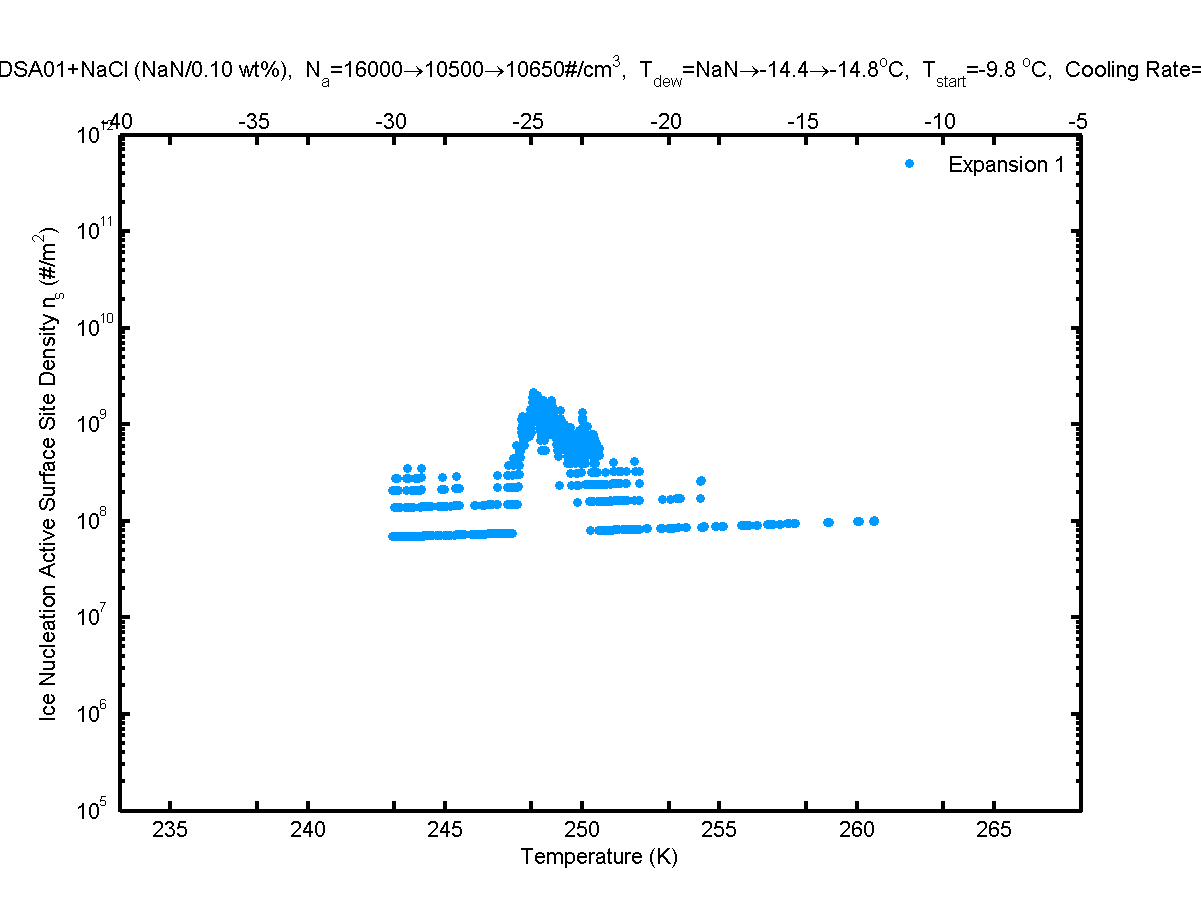 DSA01+NaCl (NaN/0.10 wt%), Na=16000→10500→10650#/cm3, Tdew=NaN→-14.4→-14.8oC, Tstart=-9.8 oC, Cooling Rate=
-40 -35 -30 -25 -20 -15 -10 -5
1012
Expansion 1
1011
1010
109
108
107
106
105
Ice Nucleation Active Surface Site Density ns (#/m2)
235 240 245 250 255 260 265
Temperature (K)